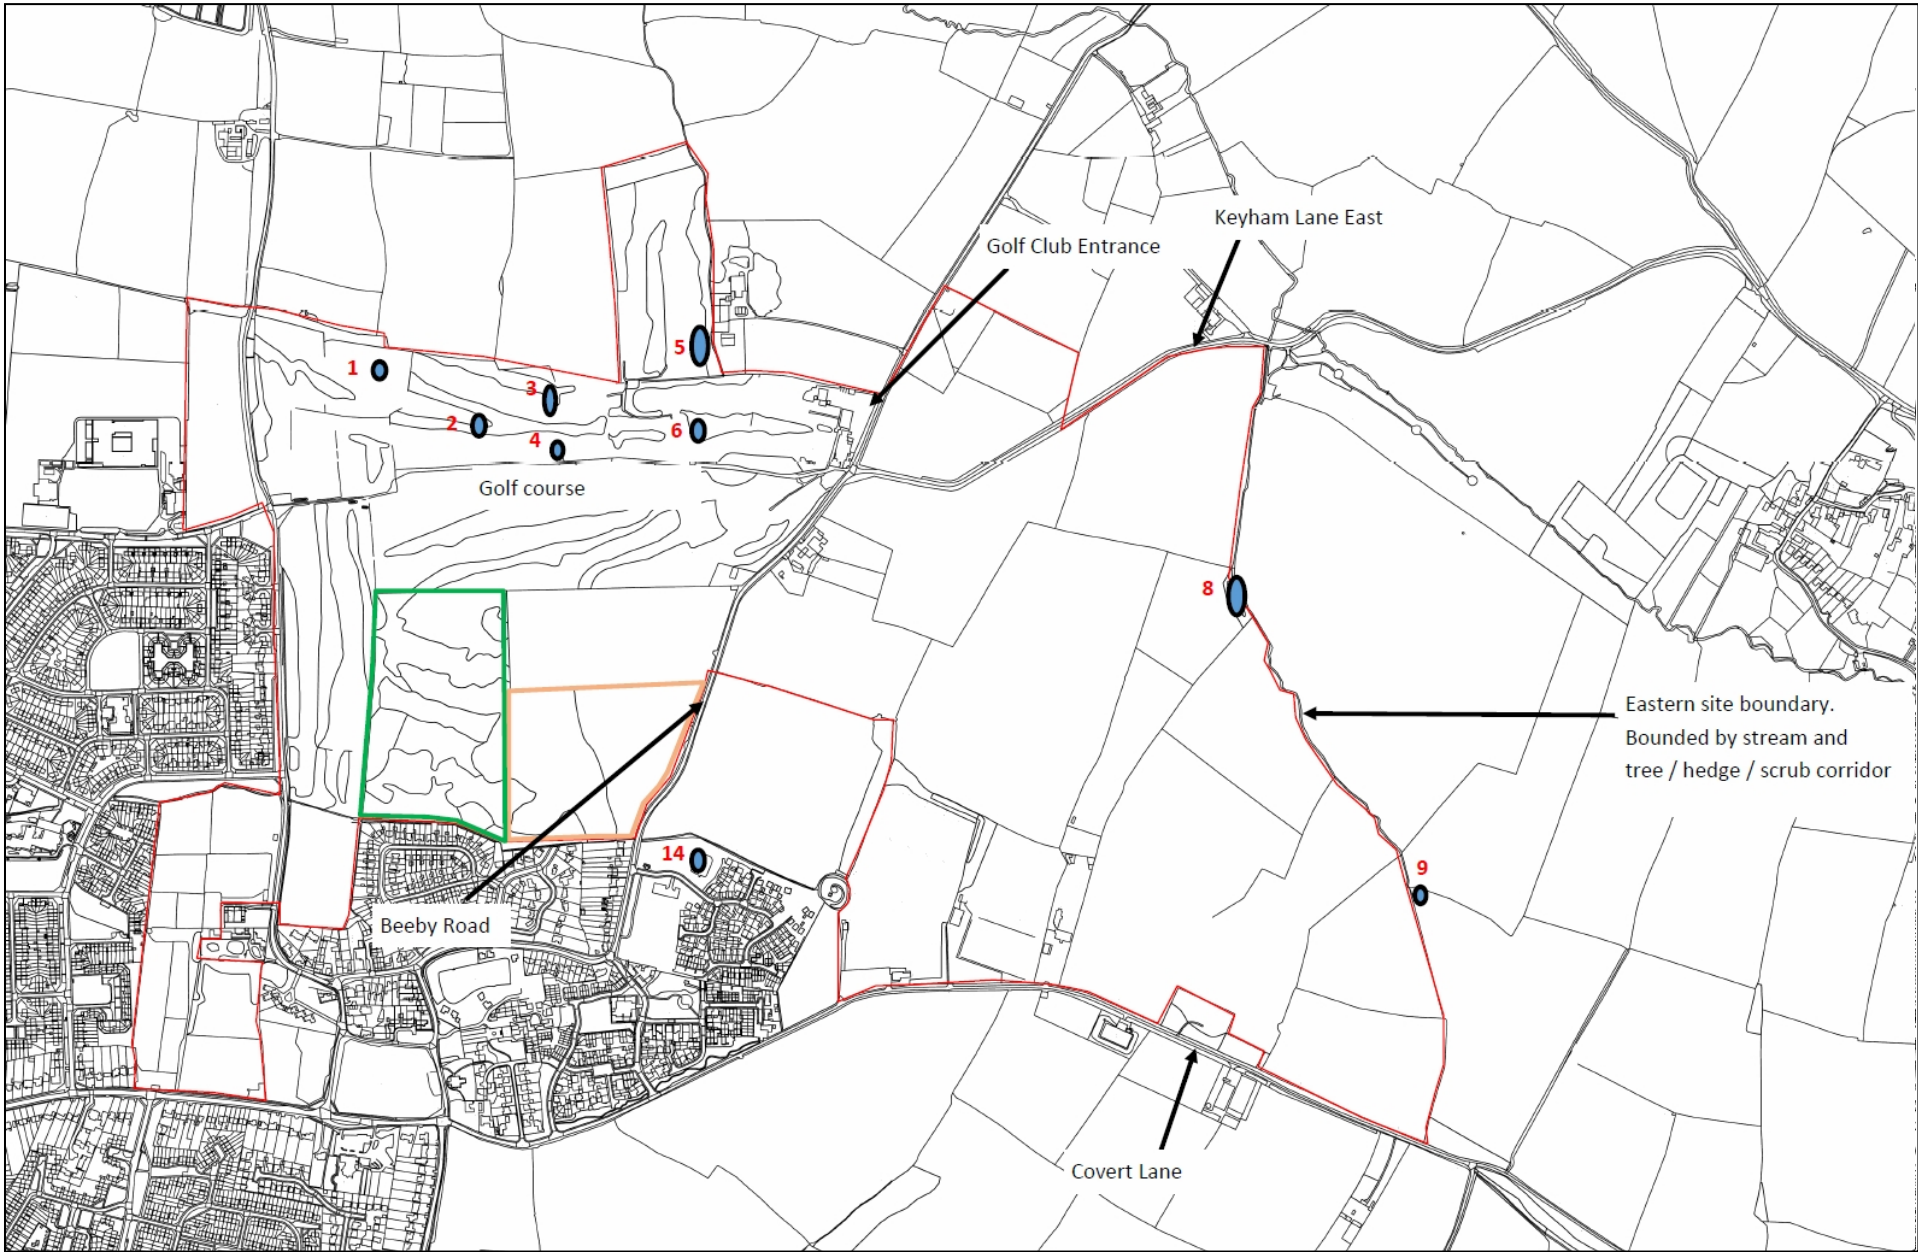 Keyham Lane East
Golf Club Entrance
5
1
3
2
4
6
Golf course
8
Eastern site boundary.
Bounded by stream and
tree / hedge / scrub corridor
14
9
Beeby Road
Covert Lane